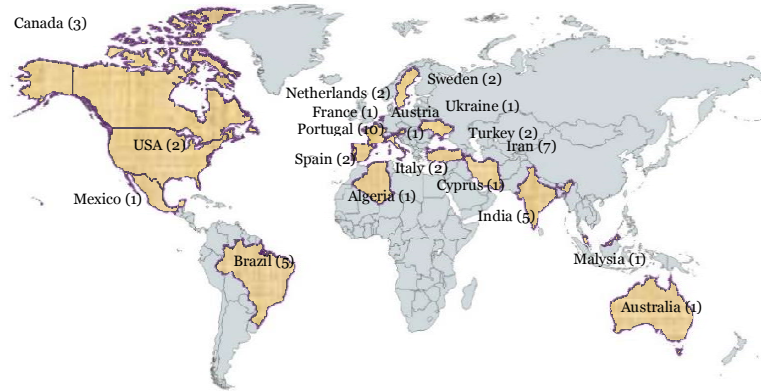 Canada (3)
Sweden (2)
Netherlands (2)
Ukraine (1)
France (1)
Austria
(1)
Portugal (10)
Turkey (2)
USA (2)
Iran (7)
Spain (2)
Italy (2)
Cyprus (1)
Mexico (1)
Algeria (1)
India (5)
Brazil (5)
Malysia (1)
Australia (1)